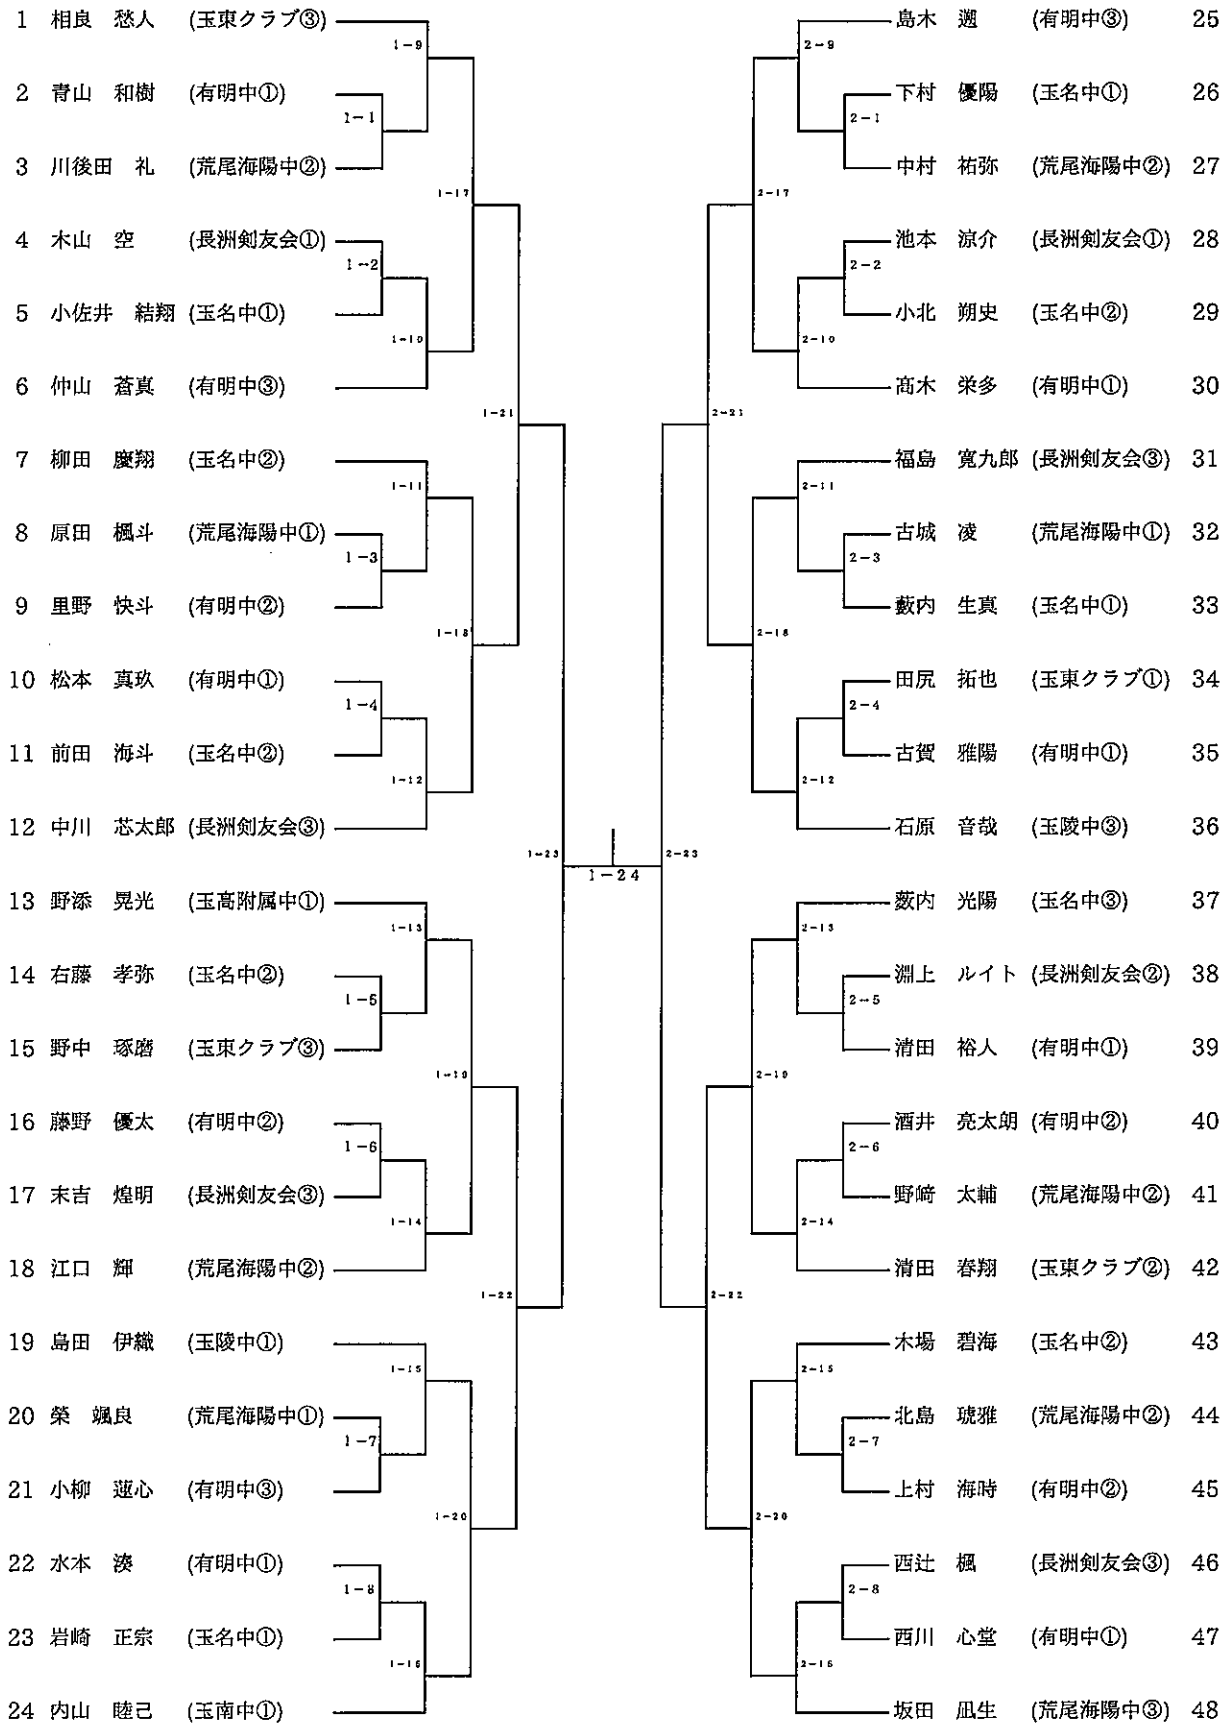 1 相良 愁人 (玉東クラブ③)
1-9
2 青山 和樹 (有明中①)
1-1
3 川後田 礼 (荒尾海陽中②)
1-17
4 木山 空 (長洲剣友会①)
1-2
5 小佐井 結翔 (玉名中①)
1-10
6 仲山 蒼真 (有明中③)
1-21
7 柳田 慶翔 (玉名中②)
1-11
8 原田 楓斗 (荒尾海陽中①)
1-3
9 里野 快斗 (有明中②)
1-18
10 松本 真玖 (有明中①)
1-4
11 前田 海斗 (玉名中②)
1-12
12 中川 芯太郎 (長洲剣友会③)
1-23
1-24
13 野添 晃光 (玉高附属中①)
1-13
14 右藤 孝弥 (玉名中②)
1-5
15 野中 琢磨 (玉東クラブ③)
1-19
16 藤野 優太 (有明中②)
1-6
17 末吉 煌明 (長洲剣友会③)
1-14
18 江口 輝 (荒尾海陽中②)
1-22
19 島田 伊織 (玉陵中①)
1-15
20 榮 颯良 (荒尾海陽中①)
1-7
21 小柳 蓮心 (有明中③)
1-20
22 水本 湊 (有明中①)
1-8
23 岩崎 正宗 (玉名中①)
1-16
24 内山 睦己 (玉南中①)
島木 遡 (有明中③) 25
2-9
下村 優陽 (玉名中①) 26
2-1
中村 祐弥 (荒尾海陽中②) 27
2-17
池本 涼介 (長洲剣友会①) 28
2-2
小北 朔史 (玉名中②) 29
2-10
髙木 栄多 (有明中①) 30
2-21
福島 寛九郎 (長洲剣友会③) 31
2-11
古城 凌 (荒尾海陽中①) 32
2-3
藪内 生真 (玉名中①) 33
2-18
田尻 拓也 (玉東クラブ①) 34
2-4
古賀 雅陽 (有明中①) 35
2-12
石原 音哉 (玉陵中③) 36
2-23
薮内 光陽 (玉名中③) 37
2-13
淵上 ルイト (長洲剣友会②) 38
2-5
清田 裕人 (有明中①) 39
2-19
酒井 亮太朗 (有明中②) 40
2-6
野﨑 太輔 (荒尾海陽中②) 41
2-14
清田 春翔 (玉東クラブ②) 42
2-22
木場 碧海 (玉名中②) 43
2-15
北島 琥雅 (荒尾海陽中②) 44
2-7
上村 海時 (有明中②) 45
2-20
西辻 楓 (長洲剣友会③) 46
2-8
西川 心堂 (有明中①) 47
2-16
坂田 凪生 (荒尾海陽中③) 48